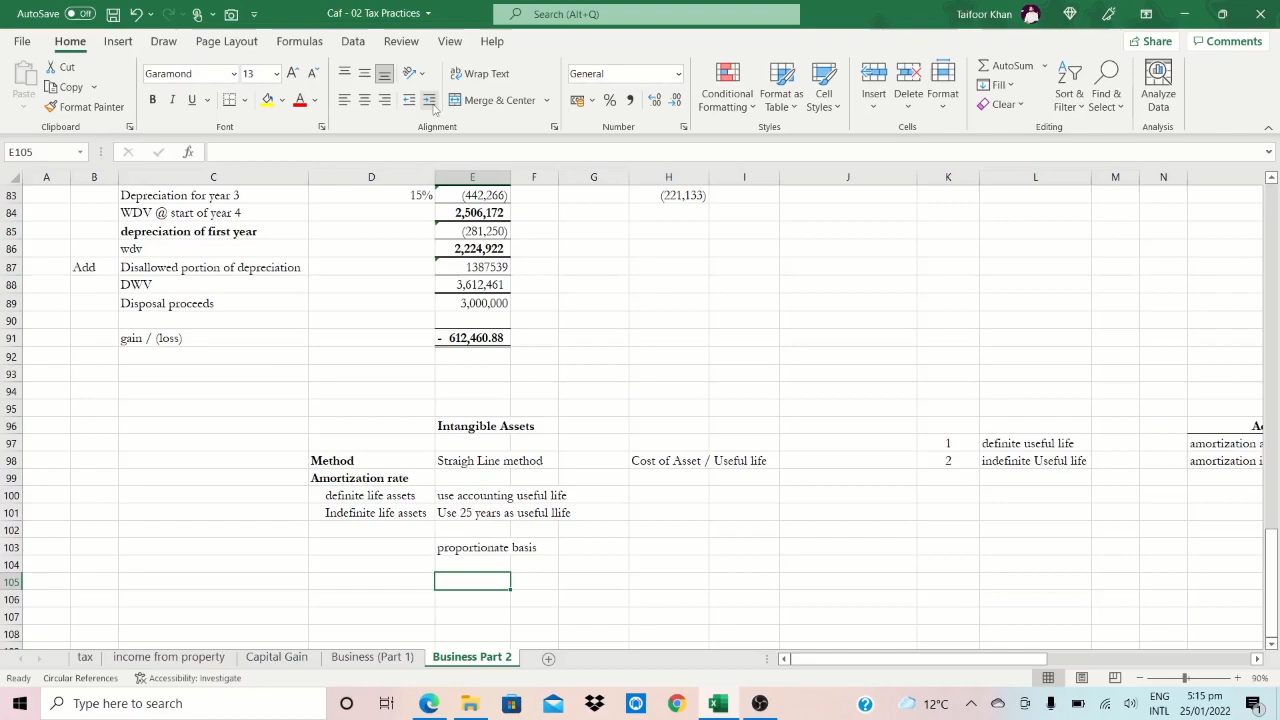 AutoSave Off Caf - 02 Tax Practices Search (Alt+Q) Taifoor Khan
File Home Insert Draw Page Layout Formulas Data Review View Help Share Comments
Paste Cut Copy Format Painter Clipboard
Garamond 13 B I U A Font
Wrap Text Merge & Center Alignment
General % Number
Conditional Formatting Format as Table Cell Styles Styles
Insert Delete Format Cells
AutoSum Fill Clear Sort & Filter Find & Select Editing
Analyze Data Analysis
E105 fx
A B C D E F G H I J K L M N
83 Depreciation for year 3 15% (442,266) (221,133)
84 WDV @ start of year 4 2,506,172
85 depreciation of first year (281,250)
86 wdv 2,224,922
87 Add Disallowed portion of depreciation 1387539
88 DWV 3,612,461
89 Disposal proceeds 3,000,000
90
91 gain / (loss) - 612,460.88
92
93
94
95
96 Intangible Assets
97 1 definite useful life amortization
98 Method Straigh Line method Cost of Asset / Useful life 2 indefinite Useful life amortization
99 Amortization rate
100 definite life assets use accounting useful life
101 Indefinite life assets Use 25 years as useful llife
102
103 proportionate basis
104
105
106
107
108
tax income from property Capital Gain Business (Part 1) Business Part 2
Ready Circular References Accessibility: Investigate 90%
Type here to search 12°C ENG INTL 5:15 pm 25/01/2022